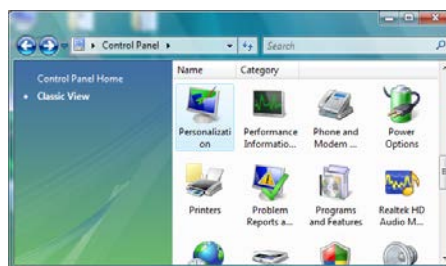 Control Panel
Search
Control Panel Home
Classic View
Name
Category
Personalizati
on
Performance
Informatio...
Phone and
Modem ...
Power
Options
Printers
Problem
Reports a...
Programs
and Features
Realtek HD
Audio M...